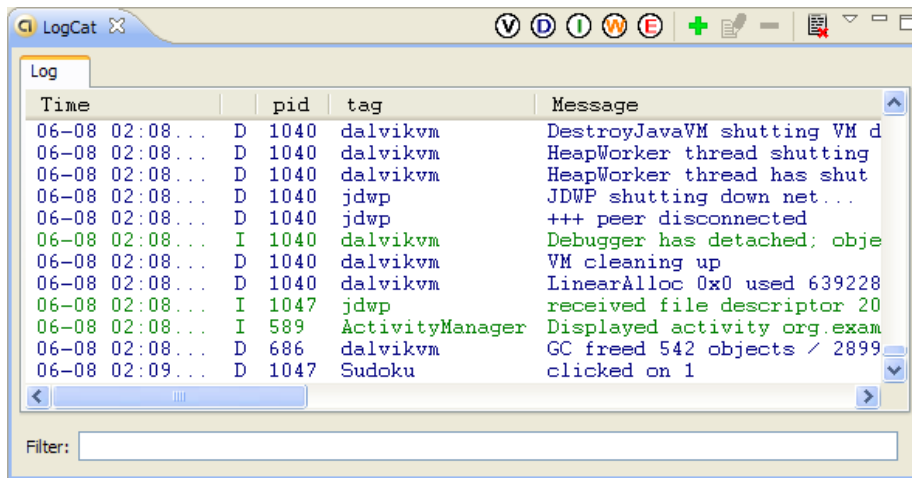 LogCat V D I W E
Log
Time pid tag Message
06-08 02:08... D 1040 dalvikvm DestroyJavaVM shutting VM d
06-08 02:08... D 1040 dalvikvm HeapWorker thread shutting
06-08 02:08... D 1040 dalvikvm HeapWorker thread has shut
06-08 02:08... D 1040 jdwp JDWP shutting down net...
06-08 02:08... D 1040 jdwp +++ peer disconnected
06-08 02:08... I 1040 dalvikvm Debugger has detached; obje
06-08 02:08... D 1040 dalvikvm VM cleaning up
06-08 02:08... D 1040 dalvikvm LinearAlloc 0x0 used 639228
06-08 02:08... I 1047 jdwp received file descriptor 20
06-08 02:08... I 589 ActivityManager Displayed activity org.exam
06-08 02:08... D 686 dalvikvm GC freed 542 objects / 2899
06-08 02:09... D 1047 Sudoku clicked on 1
Filter: